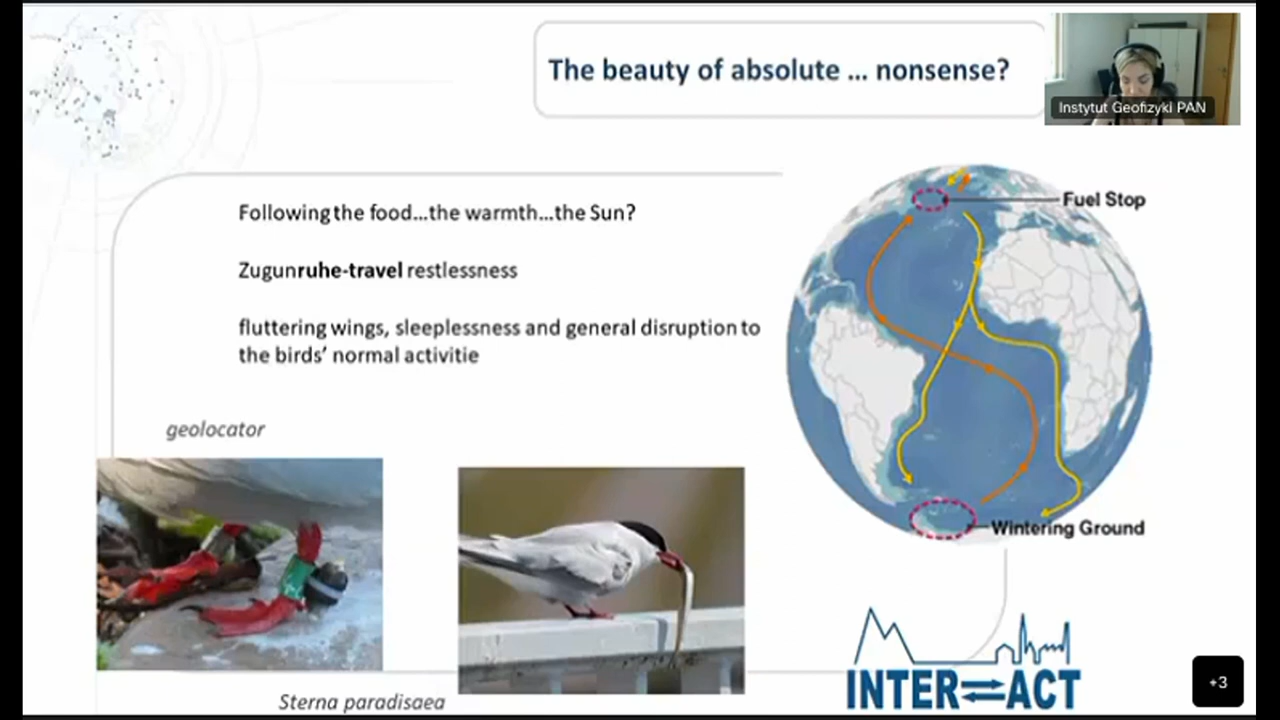 The beauty of absolute ... nonsense?
Instytut Geofizyki PAN
Following the food...the warmth...the Sun?
Zugunruhe-travel restlessness
fluttering wings, sleeplessness and general disruption to
the birds' normal activitie
Fuel Stop
geolocator
Wintering Ground
Sterna paradisaea
INTER⇌ACT
+3